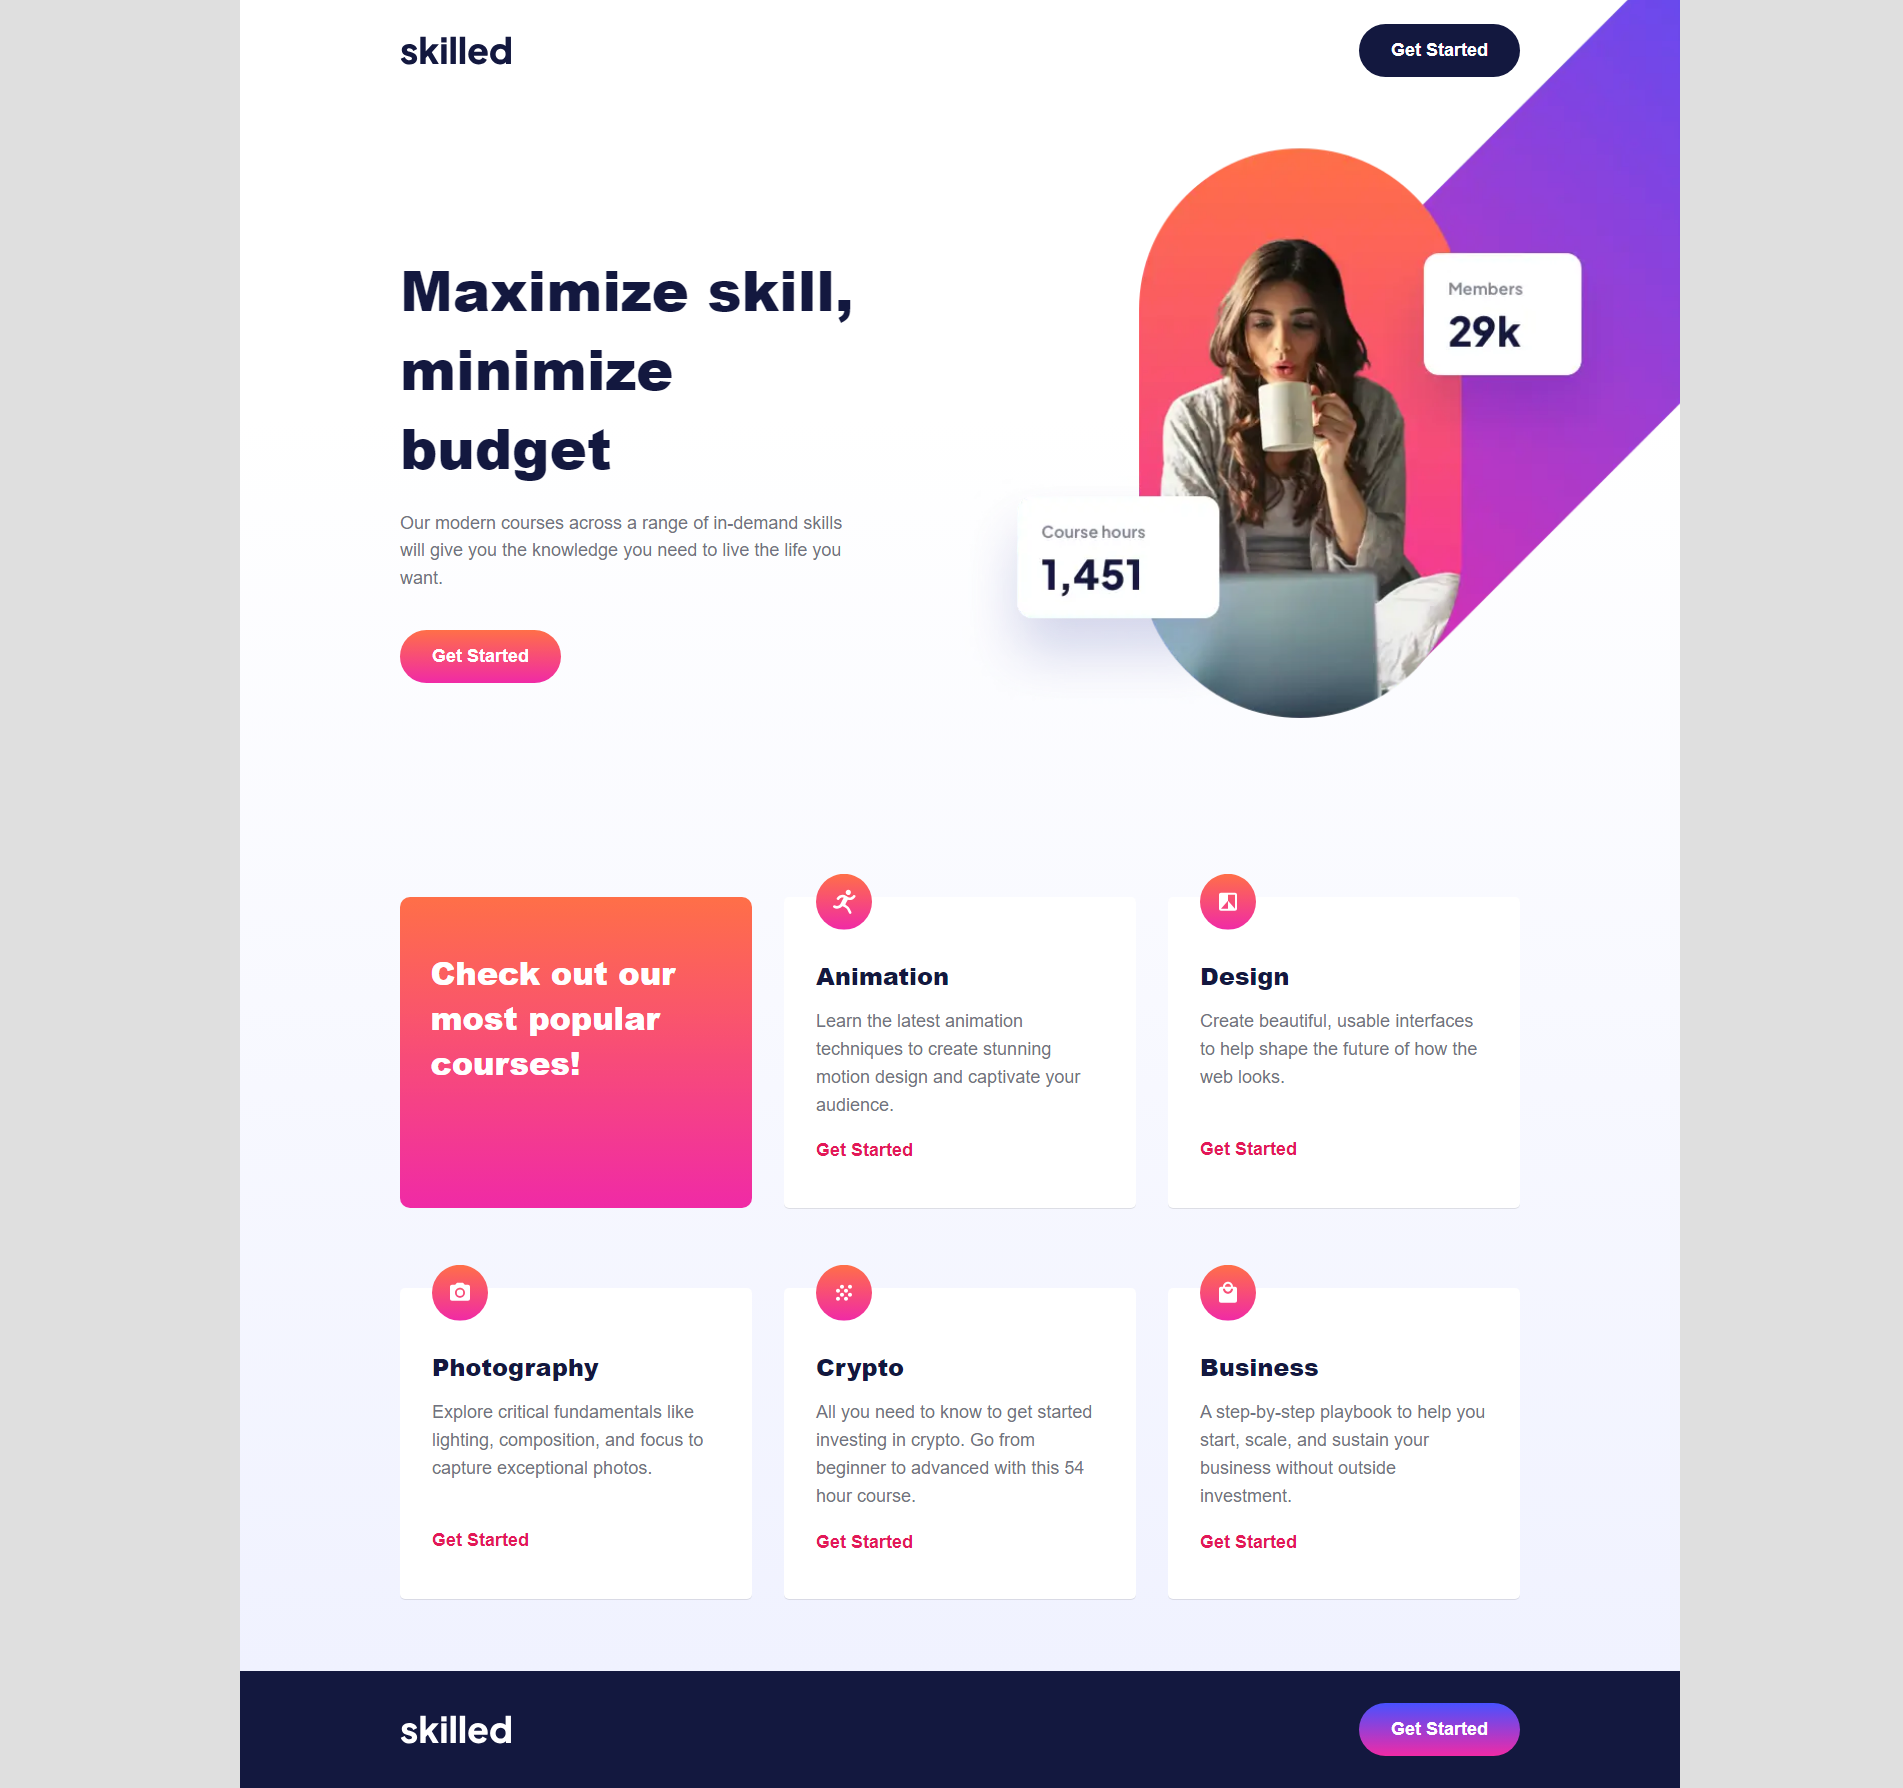 skilled
Get Started
Maximize skill,
minimize
budget
Our modern courses across a range of in-demand skills
will give you the knowledge you need to live the life you
want.
Get Started
Members
29k
Course hours
1,451
Check out our
most popular
courses!
Animation
Learn the latest animation
techniques to create stunning
motion design and captivate your
audience.
Get Started
Design
Create beautiful, usable interfaces
to help shape the future of how the
web looks.
Get Started
Photography
Explore critical fundamentals like
lighting, composition, and focus to
capture exceptional photos.
Get Started
Crypto
All you need to know to get started
investing in crypto. Go from
beginner to advanced with this 54
hour course.
Get Started
Business
A step-by-step playbook to help you
start, scale, and sustain your
business without outside
investment.
Get Started
skilled
Get Started